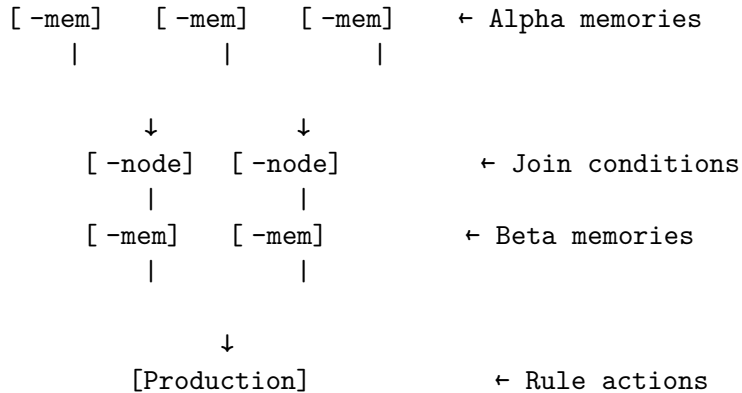 [ -mem] [ -mem] [ -mem] ← Alpha memories
| | |
↓ ↓
[ -node] [ -node] ← Join conditions
| |
[ -mem] [ -mem] ← Beta memories
| |
↓
[Production] ← Rule actions